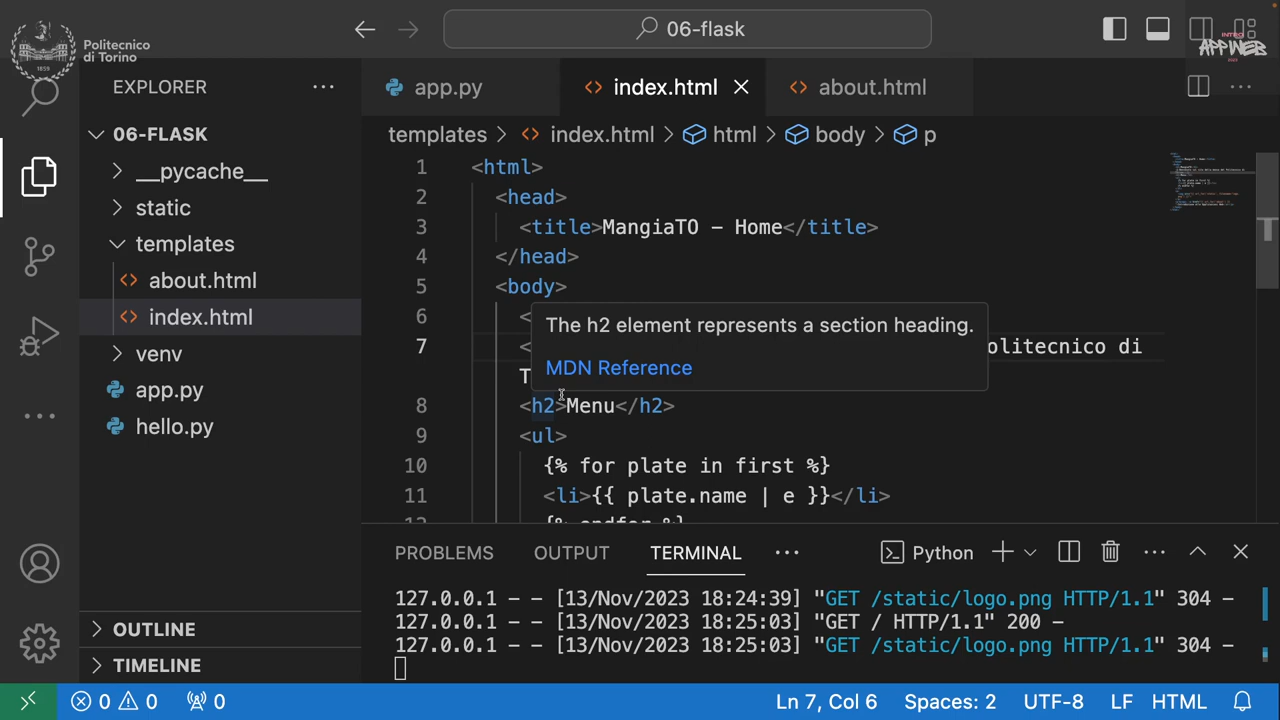 06-flask
Politecnico
di Torino
1859
INTRO
APPIWEB
EXPLORER
app.py
index.html
about.html
06-FLASK
templates > index.html > html > body > p
__pycache__
static
templates
about.html
index.html
venv
app.py
hello.py
1 <html>
2 <head>
3 <title>MangiaTO - Home</title>
4 </head>
5 <body>
6 <
The h2 element represents a section heading.
7 < olitecnico di
MDN Reference
T
8 <h2>Menu</h2>
9 <ul>
10 {% for plate in first %}
11 <li>{{ plate.name | e }}</li>
12 {% endfor %}
PROBLEMS OUTPUT TERMINAL Python
127.0.0.1 - - [13/Nov/2023 18:24:39] "GET /static/logo.png HTTP/1.1" 304 -
127.0.0.1 - - [13/Nov/2023 18:25:03] "GET / HTTP/1.1" 200 -
127.0.0.1 - - [13/Nov/2023 18:25:03] "GET /static/logo.png HTTP/1.1" 304 -
OUTLINE
TIMELINE
0 0 0 Ln 7, Col 6 Spaces: 2 UTF-8 LF HTML